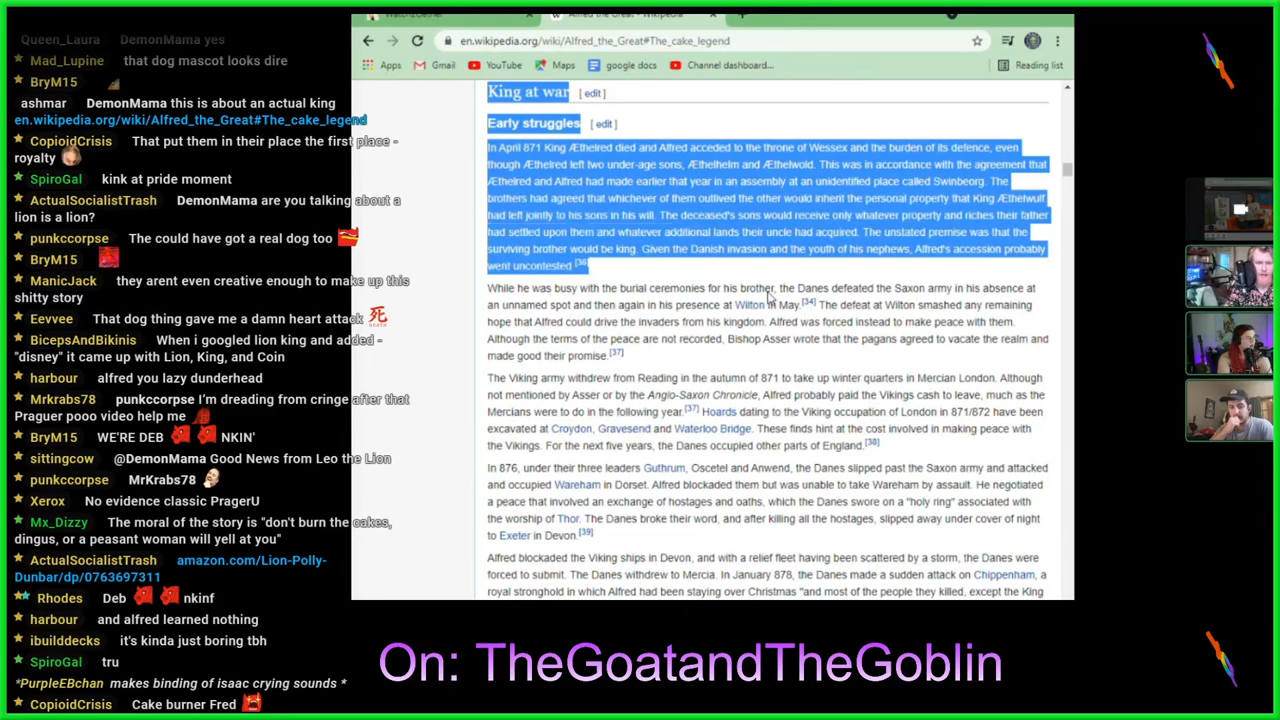 Queen_Laura DemonMama yes
Mad_Lupine that dog mascot looks dire
BryM15
ashmar DemonMama this is about an actual king
en.wikipedia.org/wiki/Alfred_the_Great#The_cake_legend
CopioidCrisis That put them in their place the first place -
royalty
SpiroGal kink at pride moment
ActualSocialistTrash DemonMama are you talking about a
lion is a lion?
punkccorpse The could have got a real dog too
BryM15
ManicJack they arent even creative enough to make up this
shitty story
Eevvee That dog thing gave me a damn heart attack 死 DEATH
BicepsAndBikinis When i googled lion king and added -
"disney" it came up with Lion, King, and Coin
harbour alfred you lazy dunderhead
Mrkrabs78 punkccorpse I'm dreading from cringe after that
Praguer pooo video help me
BryM15 WE'RE DEB NKIN'
sittingcow @DemonMama Good News from Leo the Lion
punkccorpse MrKrabs78
Xerox No evidence classic PragerU
Mx_Dizzy The moral of the story is "don't burn the cakes,
dingus, or a peasant woman will yell at you"
ActualSocialistTrash amazon.com/Lion-Polly-
Dunbar/dp/0763697311
Rhodes Deb nkinf
harbour and alfred learned nothing
ibuilddecks it's kinda just boring tbh
SpiroGal tru
*PurpleEBchan makes binding of isaac crying sounds *
CopioidCrisis Cake burner Fred
Alfred the Great - Wikipedia
en.wikipedia.org/wiki/Alfred_the_Great#The_cake_legend
Apps Gmail YouTube Maps google docs Channel dashboard... Reading list
King at war [ edit ]
Early struggles [ edit ]
In April 871 King Æthelred died and Alfred acceded to the throne of Wessex and the burden of its defence, even
though Æthelred left two under-age sons, Æthelhelm and Æthelwold. This was in accordance with the agreement that
Æthelred and Alfred had made earlier that year in an assembly at an unidentified place called Swinbeorg. The
brothers had agreed that whichever of them outlived the other would inherit the personal property that King Æthelwulf
had left jointly to his sons in his will. The deceased's sons would receive only whatever property and riches their father
had settled upon them and whatever additional lands their uncle had acquired. The unstated premise was that the
surviving brother would be king. Given the Danish invasion and the youth of his nephews, Alfred's accession probably
went uncontested.[36]
While he was busy with the burial ceremonies for his brother, the Danes defeated the Saxon army in his absence at
an unnamed spot and then again in his presence at Wilton in May.[34] The defeat at Wilton smashed any remaining
hope that Alfred could drive the invaders from his kingdom. Alfred was forced instead to make peace with them.
Although the terms of the peace are not recorded, Bishop Asser wrote that the pagans agreed to vacate the realm and
made good their promise.[37]
The Viking army withdrew from Reading in the autumn of 871 to take up winter quarters in Mercian London. Although
not mentioned by Asser or by the Anglo-Saxon Chronicle, Alfred probably paid the Vikings cash to leave, much as the
Mercians were to do in the following year.[37] Hoards dating to the Viking occupation of London in 871/872 have been
excavated at Croydon, Gravesend and Waterloo Bridge. These finds hint at the cost involved in making peace with
the Vikings. For the next five years, the Danes occupied other parts of England.[38]
In 876, under their three leaders Guthrum, Oscetel and Anwend, the Danes slipped past the Saxon army and attacked
and occupied Wareham in Dorset. Alfred blockaded them but was unable to take Wareham by assault. He negotiated
a peace that involved an exchange of hostages and oaths, which the Danes swore on a "holy ring" associated with
the worship of Thor. The Danes broke their word, and after killing all the hostages, slipped away under cover of night
to Exeter in Devon.[39]
Alfred blockaded the Viking ships in Devon, and with a relief fleet having been scattered by a storm, the Danes were
forced to submit. The Danes withdrew to Mercia. In January 878, the Danes made a sudden attack on Chippenham, a
royal stronghold in which Alfred had been staying over Christmas "and most of the people they killed, except the King
On: TheGoatandTheGoblin